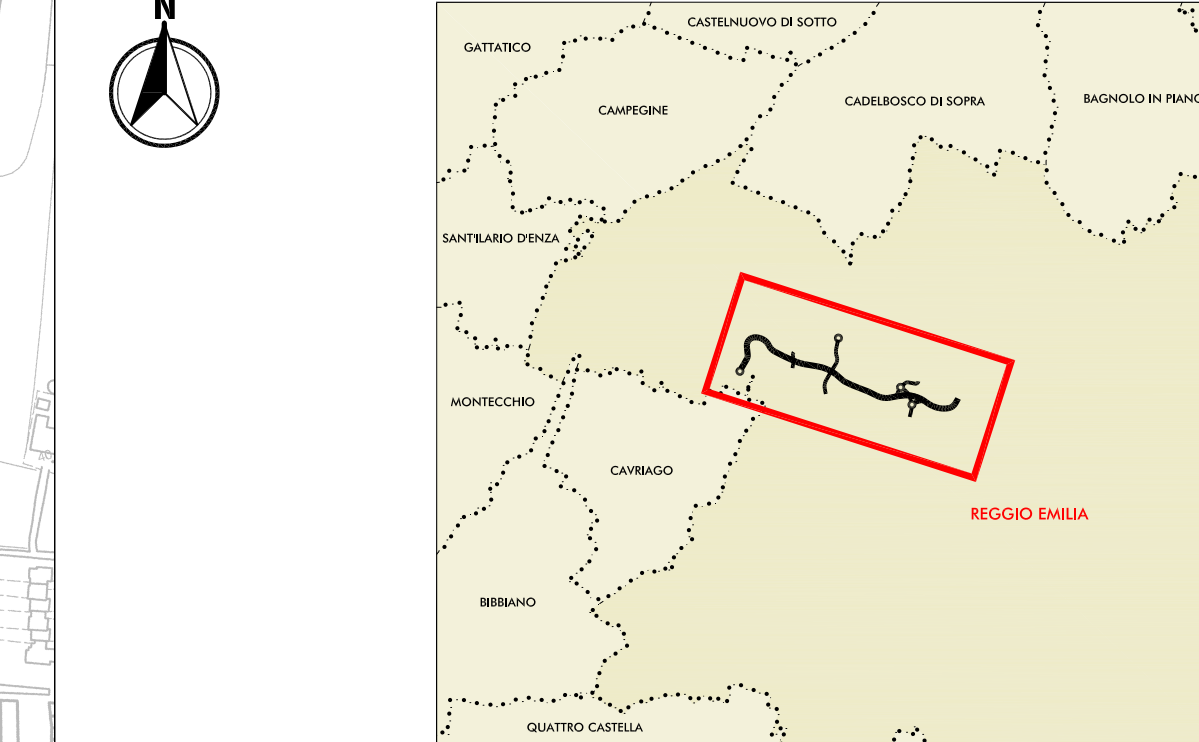 N
CASTELNUOVO DI SOTTO
GATTATICO
CAMPEGINE
CADELBOSCO DI SOPRA
BAGNOLO IN PIANO
SANT'ILARIO D'ENZA
MONTECCHIO
CAVRIAGO
REGGIO EMILIA
BIBBIANO
QUATTRO CASTELLA